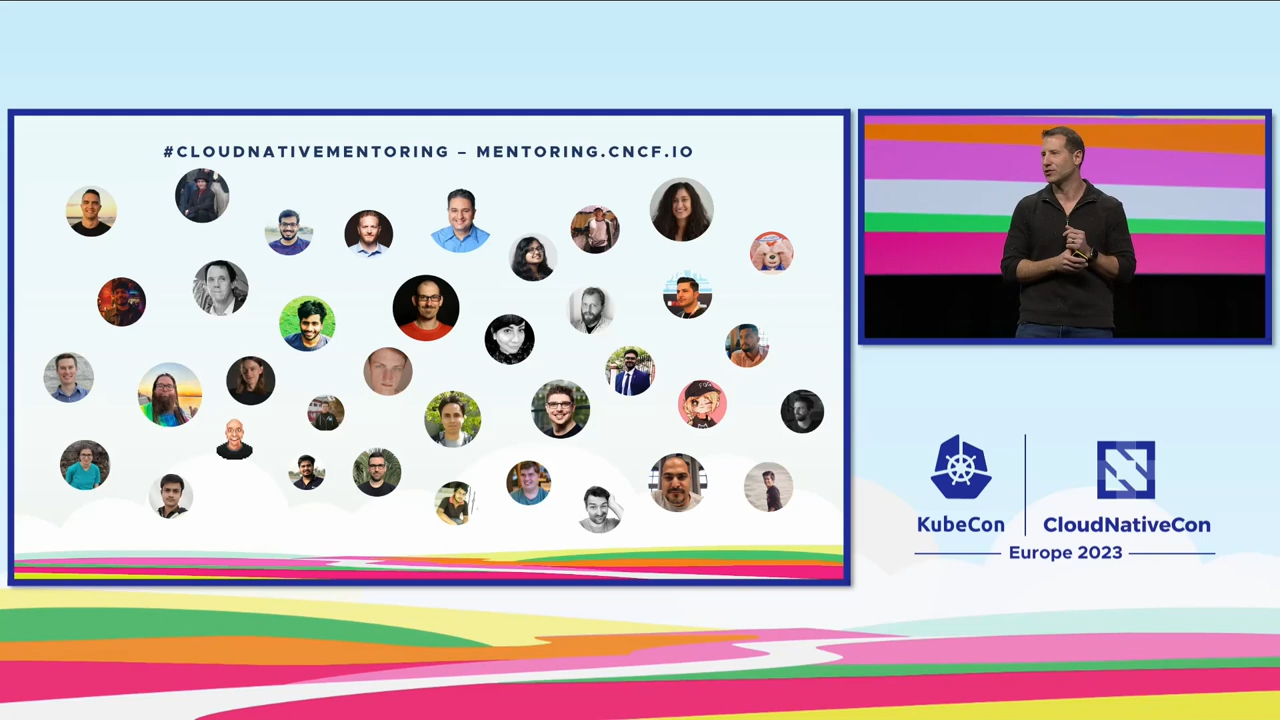 #CLOUDNATIVEMENTORING – MENTORING.CNCF.IO
KubeCon
CloudNativeCon
Europe 2023